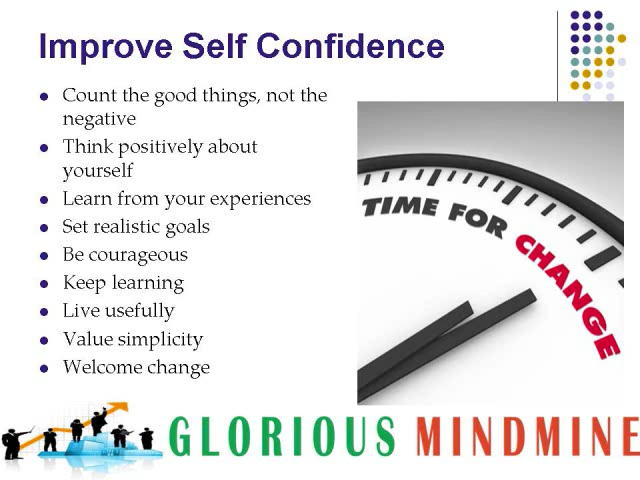 Improve Self Confidence
Count the good things, not the
negative
Think positively about
yourself
Learn from your experiences
Set realistic goals
Be courageous
Keep learning
Live usefully
Value simplicity
Welcome change
TIME FOR CHANGE
GLORIOUS MINDMINE